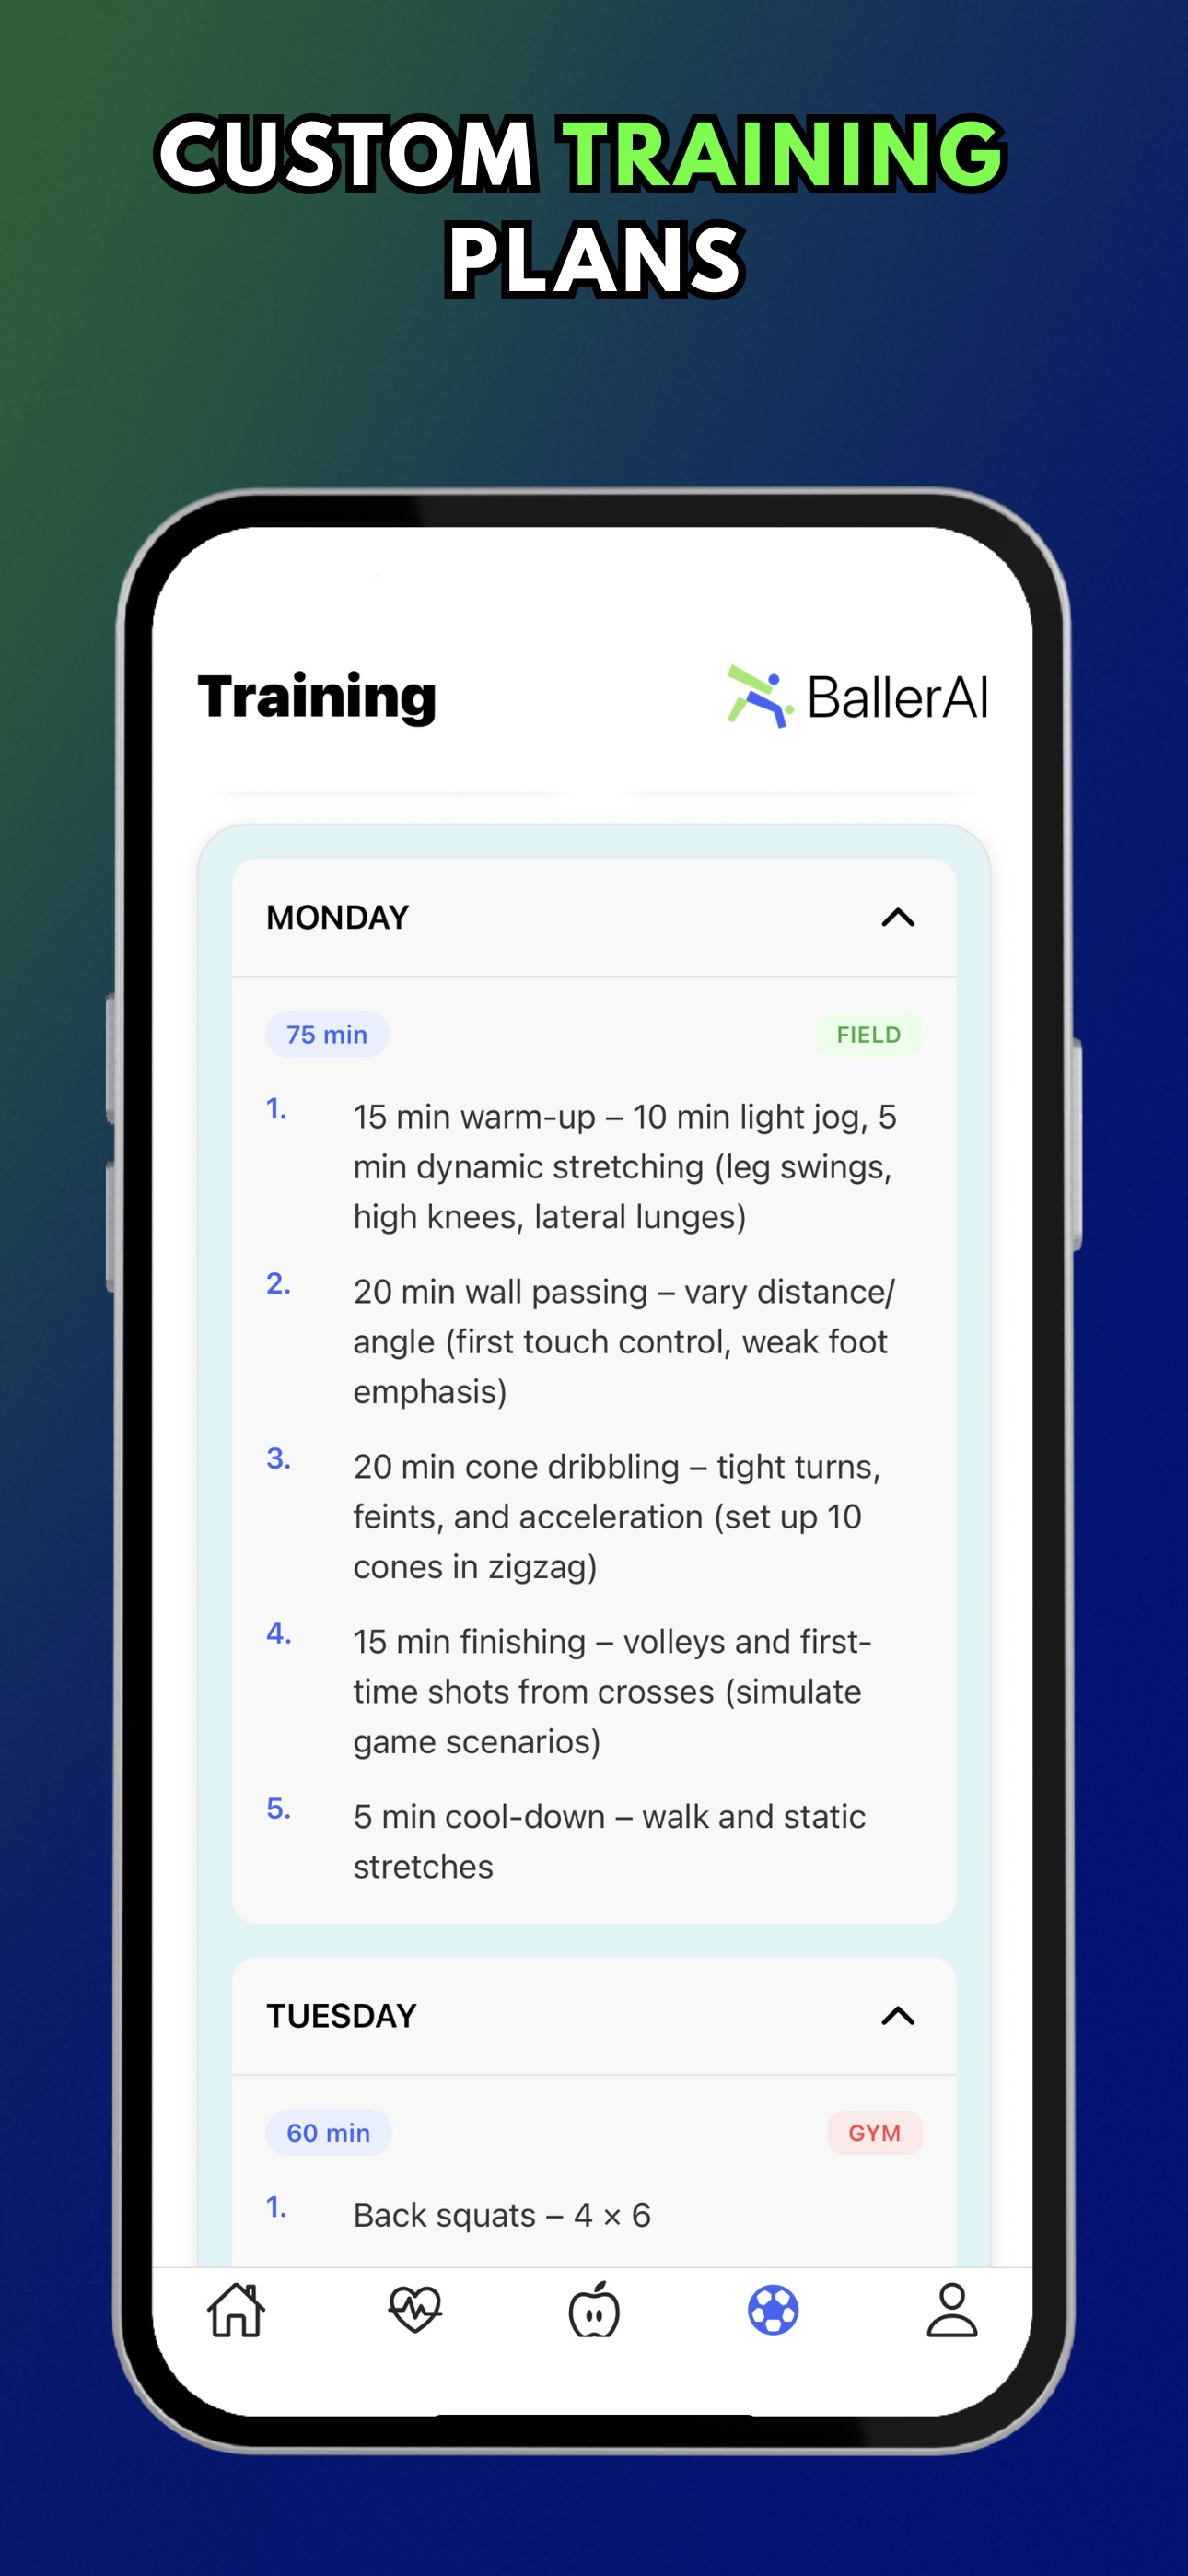 CUSTOM TRAINING
PLANS
Training
BallerAI
MONDAY
75 min
FIELD
1.
15 min warm-up – 10 min light jog, 5
min dynamic stretching (leg swings,
high knees, lateral lunges)
2.
20 min wall passing – vary distance/
angle (first touch control, weak foot
emphasis)
3.
20 min cone dribbling – tight turns,
feints, and acceleration (set up 10
cones in zigzag)
4.
15 min finishing – volleys and first-
time shots from crosses (simulate
game scenarios)
5.
5 min cool-down – walk and static
stretches
TUESDAY
60 min
GYM
1.
Back squats – 4 × 6